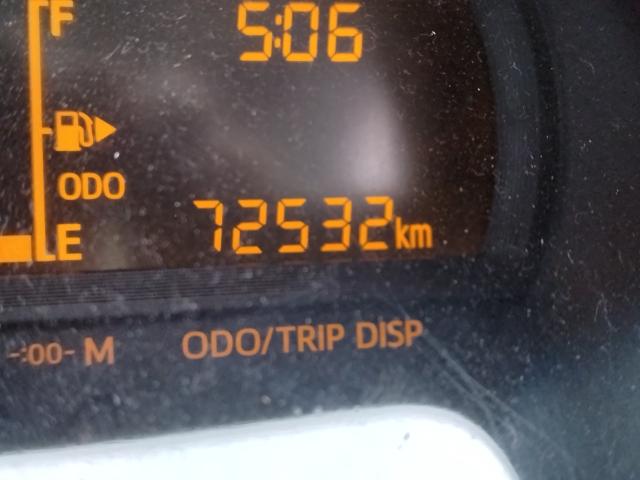 F
5:06
ODO
E
72532km
-:00- M ODO/TRIP DISP